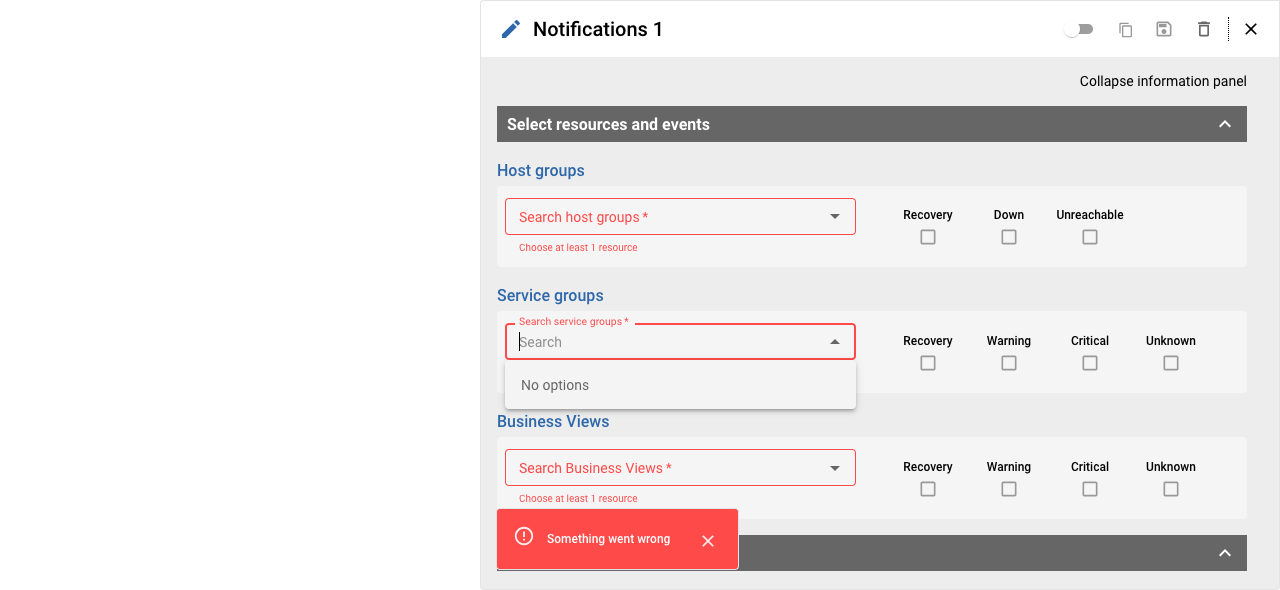 Notifications 1
Collapse information panel
Select resources and events
Host groups
Search host groups *
Choose at least 1 resource
Recovery Down Unreachable
Service groups
Search service groups *
Search
No options
Recovery Warning Critical Unknown
Business Views
Search Business Views *
Choose at least 1 resource
Recovery Warning Critical Unknown
Something went wrong